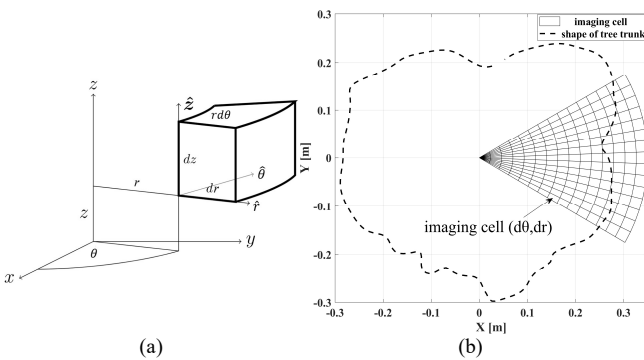 z
ẑ
rdθ
dz
θ̂
dr
r̂
r
z
y
θ
x
(a)
0.3
0.2
0.1
0
-0.1
-0.2
-0.3
Y [m]
imaging cell
shape of tree trunk
imaging cell (dθ,dr)
-0.3
-0.2
-0.1
0
0.1
0.2
0.3
X [m]
(b)